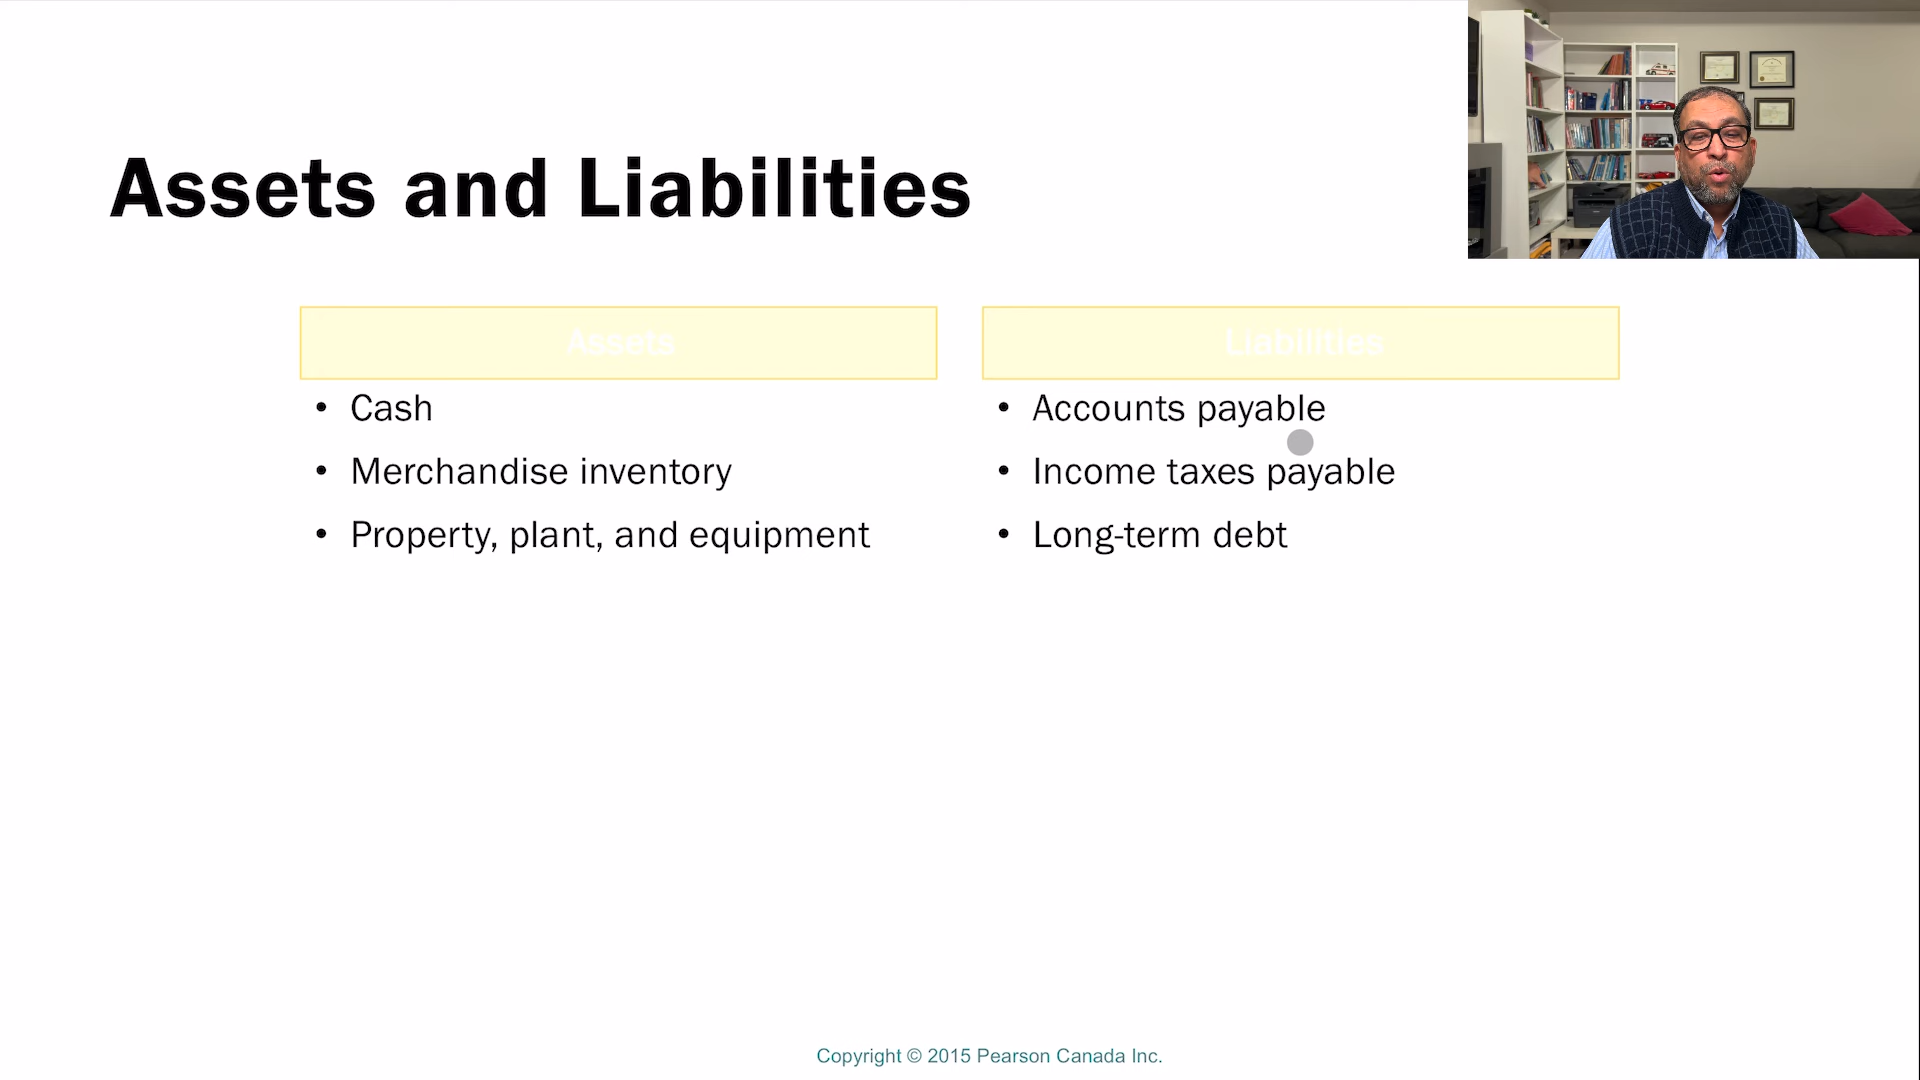 Assets and Liabilities
Assets
• Cash
• Merchandise inventory
• Property, plant, and equipment
Liabilities
• Accounts payable
• Income taxes payable
• Long-term debt
Copyright © 2015 Pearson Canada Inc.